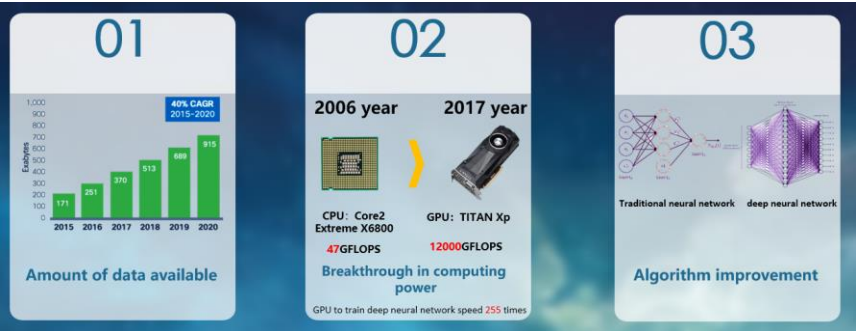 01
1,000
900
800
700
600
500
400
300
200
100
0
Exabytes
40% CAGR
2015-2020
171
251
370
513
689
915
2015 2016 2017 2018 2019 2020
Amount of data available
02
2006 year 2017 year
CPU: Core2
Extreme X6800
GPU: TITAN Xp
47GFLOPS
12000GFLOPS
Breakthrough in computing
power
GPU to train deep neural network speed 255 times
03
Traditional neural network deep neural network
Algorithm improvement